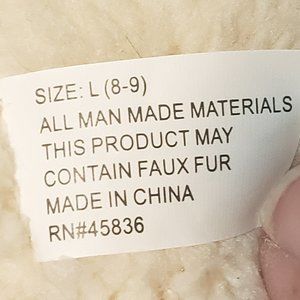 SIZE: L (8-9)
ALL MAN MADE MATERIALS
THIS PRODUCT MAY
CONTAIN FAUX FUR
MADE IN CHINA
RN#45836